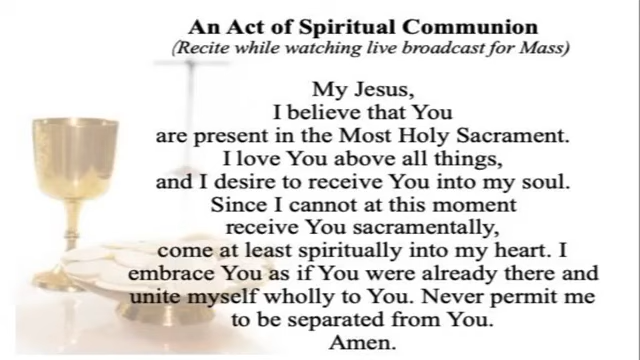 An Act of Spiritual Communion
(Recite while watching live broadcast for Mass)
My Jesus,
I believe that You
are present in the Most Holy Sacrament.
I love You above all things,
and I desire to receive You into my soul.
Since I cannot at this moment
receive You sacramentally,
come at least spiritually into my heart. I
embrace You as if You were already there and
unite myself wholly to You. Never permit me
to be separated from You.
Amen.